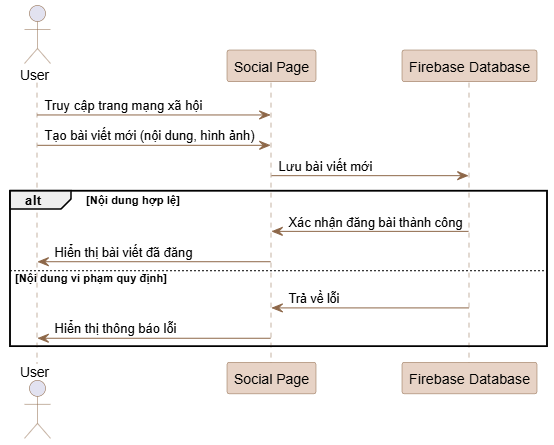 User
Social Page
Firebase Database
Truy cập trang mạng xã hội
Tạo bài viết mới (nội dung, hình ảnh)
Lưu bài viết mới
alt
[Nội dung hợp lệ]
Xác nhận đăng bài thành công
Hiển thị bài viết đã đăng
[Nội dung vi phạm quy định]
Trả về lỗi
Hiển thị thông báo lỗi
User
Social Page
Firebase Database